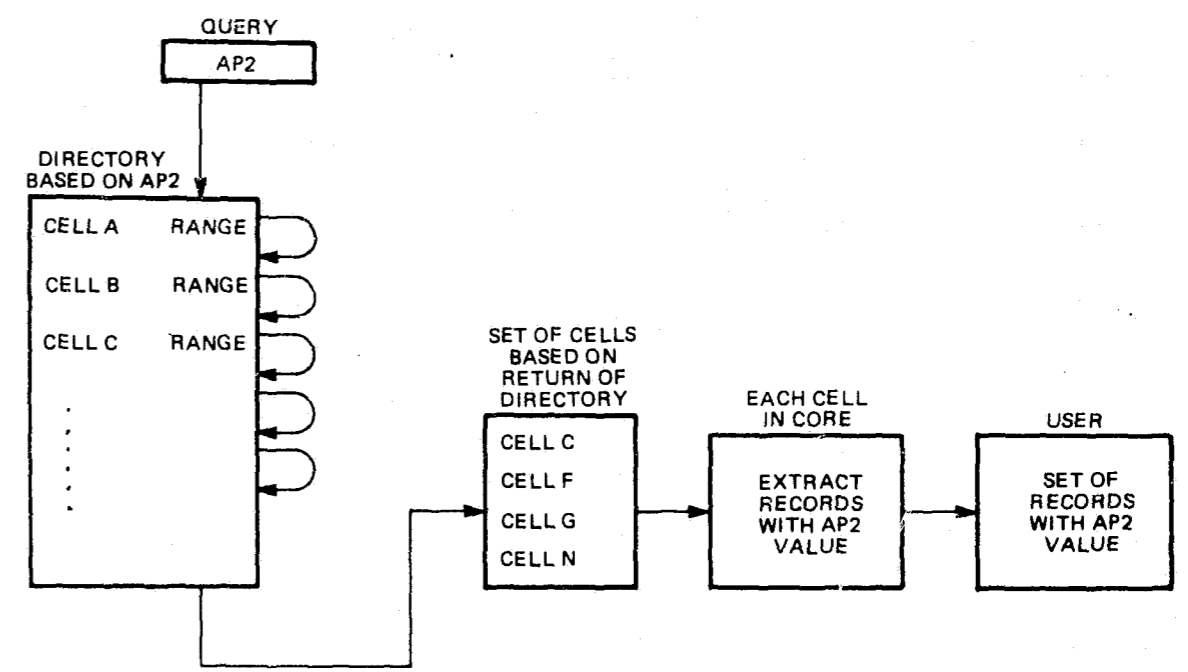 QUERY
AP2
DIRECTORY
BASED ON AP2
CELL A RANGE
CELL B RANGE
CELL C RANGE
SET OF CELLS
BASED ON
RETURN OF
DIRECTORY
CELL C
CELL F
CELL G
CELL N
EACH CELL
IN CORE
EXTRACT
RECORDS
WITH AP2
VALUE
USER
SET OF
RECORDS
WITH AP2
VALUE